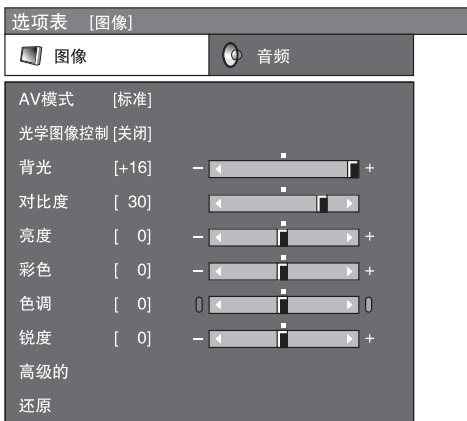 选项表 [图像]
图像 音频
AV模式 [标准]
光学图像控制 [关闭]
背光 [+16] − +
对比度 [ 30]
亮度 [ 0] − +
彩色 [ 0] − +
色调 [ 0]
锐度 [ 0] − +
高级的
还原